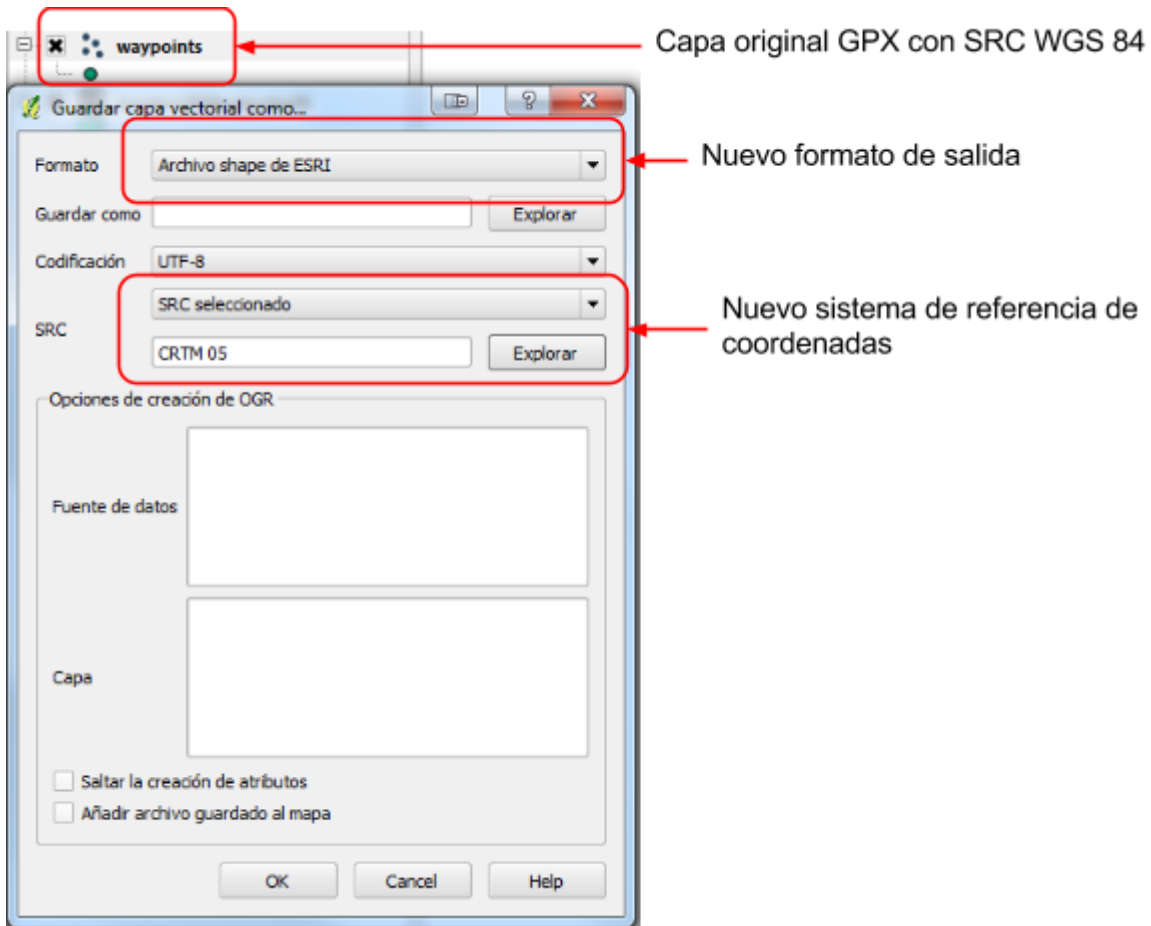 waypoints
Capa original GPX con SRC WGS 84
Guardar capa vectorial como...
Formato
Archivo shape de ESRI
Nuevo formato de salida
Guardar como
Explorar
Codificación
UTF-8
SRC
SRC seleccionado
CRTM 05
Explorar
Nuevo sistema de referencia de
coordenadas
Opciones de creación de OGR
Fuente de datos
Capa
Saltar la creación de atributos
Añadir archivo guardado al mapa
OK
Cancel
Help